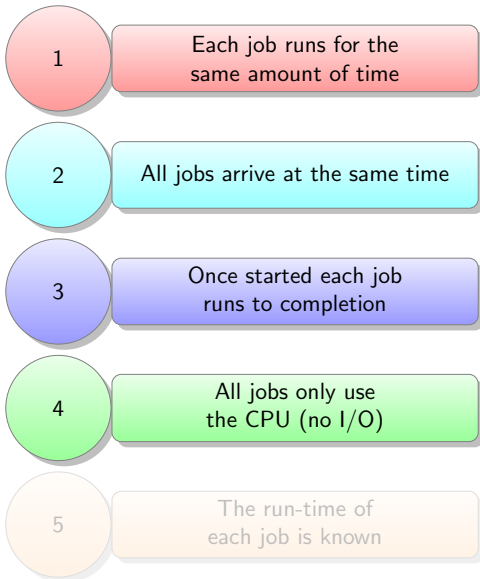 1
Each job runs for the
same amount of time
2
All jobs arrive at the same time
3
Once started each job
runs to completion
4
All jobs only use
the CPU (no I/O)
5
The run-time of
each job is known